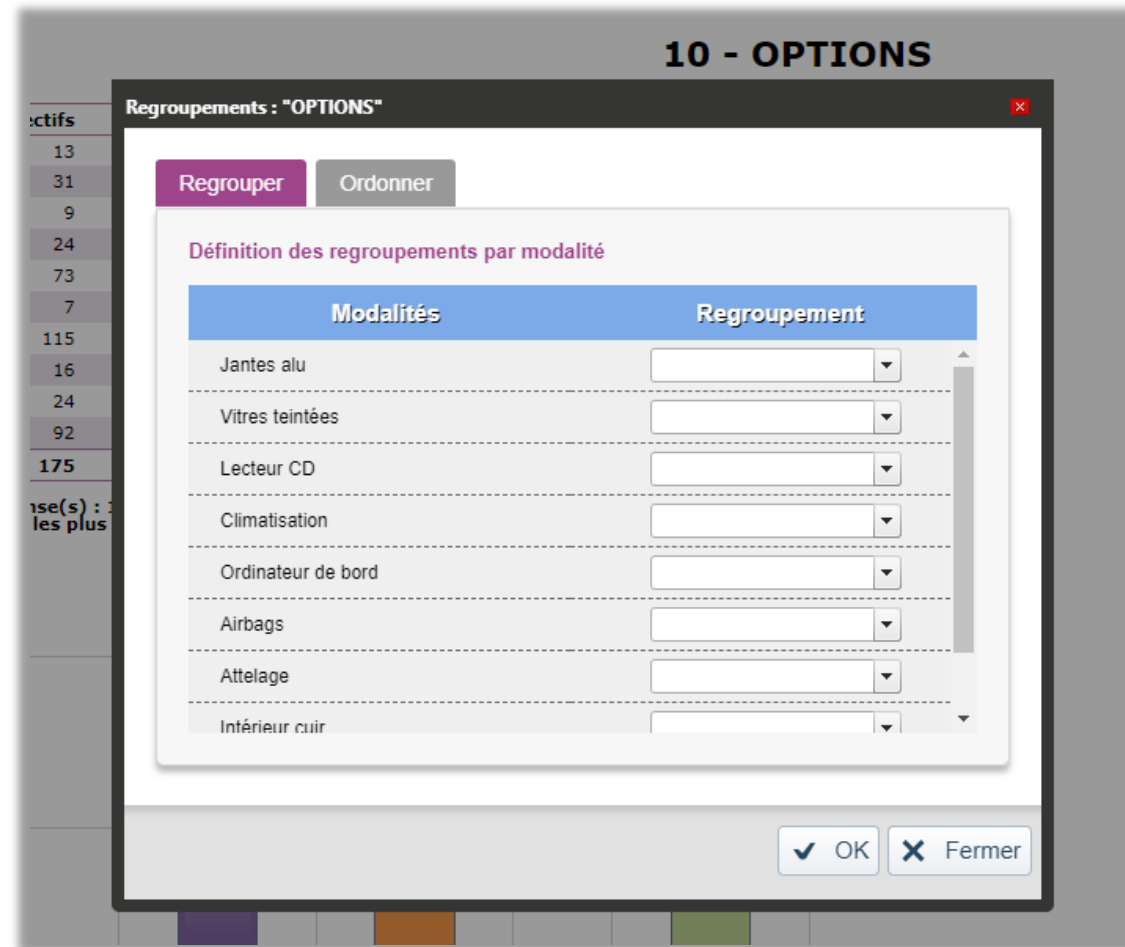 10 - OPTIONS
Regroupements : "OPTIONS"
ectifs
13
31
9
24
73
7
115
16
24
92
175
nse(s) :
les plus
Regrouper Ordonner
Définition des regroupements par modalité
Modalités Regroupement
Jantes alu
Vitres teintées
Lecteur CD
Climatisation
Ordinateur de bord
Airbags
Attelage
Intérieur cuir
OK Fermer